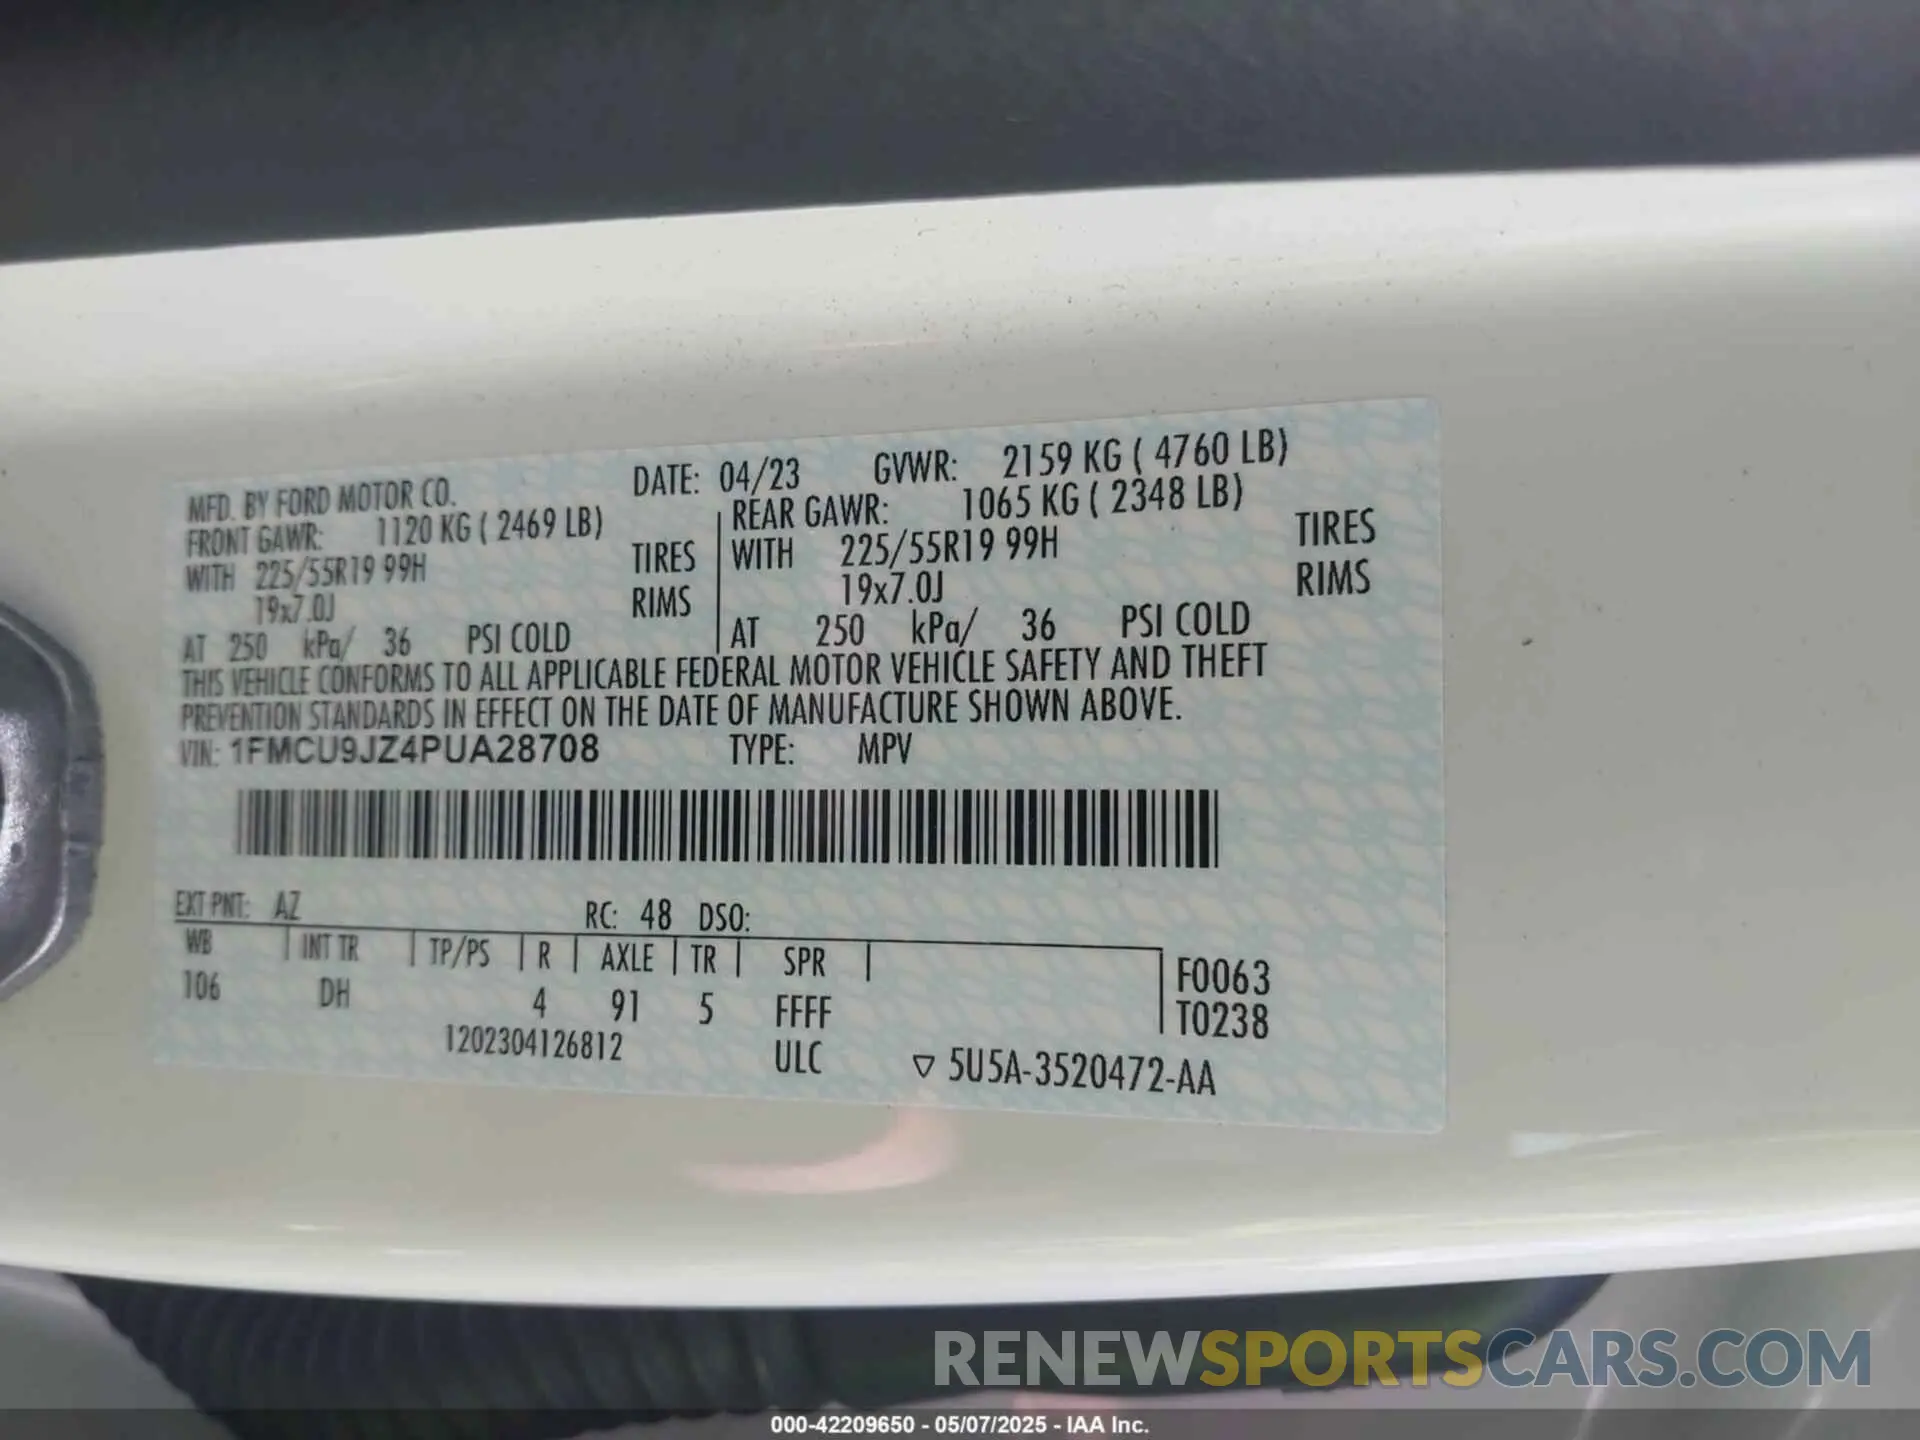 MFD. BY FORD MOTOR CO. DATE: 04/23 GVWR: 2159 KG ( 4760 LB)
FRONT GAWR: 1120 KG ( 2469 LB) REAR GAWR: 1065 KG ( 2348 LB)
WITH 225/55R19 99H TIRES WITH 225/55R19 99H TIRES
19x7.0J RIMS 19x7.0J RIMS
AT 250 kPa/ 36 PSI COLD AT 250 kPa/ 36 PSI COLD
THIS VEHICLE CONFORMS TO ALL APPLICABLE FEDERAL MOTOR VEHICLE SAFETY AND THEFT
PREVENTION STANDARDS IN EFFECT ON THE DATE OF MANUFACTURE SHOWN ABOVE.
VIN: 1FMCU9JZ4PUA28708 TYPE: MPV
EXT PNT: AZ RC: 48 DSO:
WB INT TR TP/PS R AXLE TR SPR F0063
106 DH 4 91 5 FFFF T0238
1202304126812 ULC ▽ 5U5A-3520472-AA
RENEWSPORTSCARS.COM
000-42209650 - 05/07/2025 - IAA Inc.